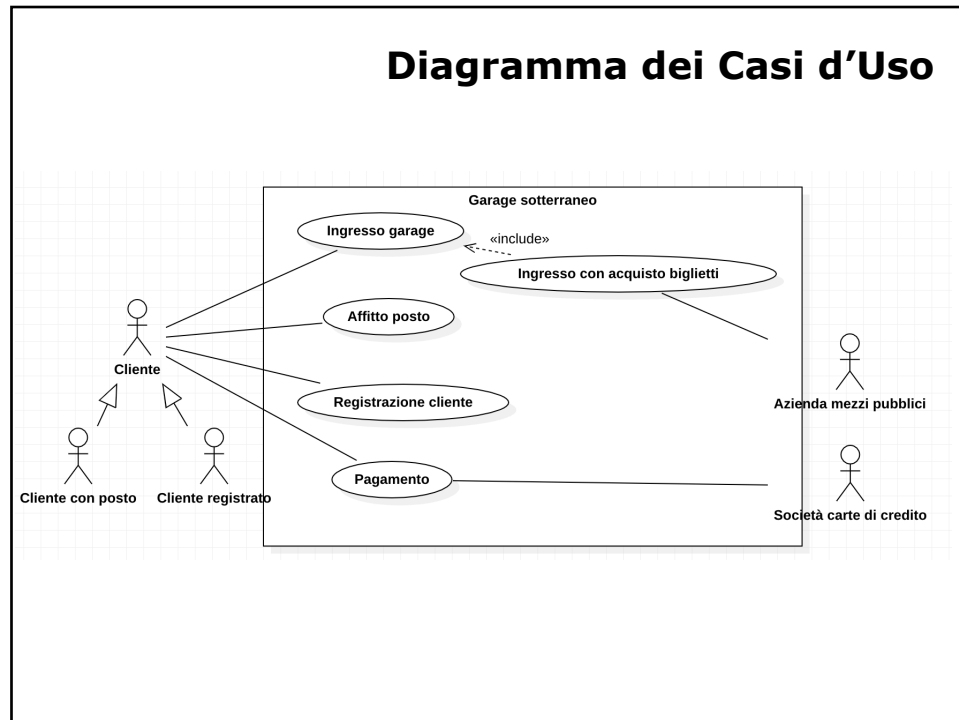 Diagramma dei Casi d’Uso
Garage sotterraneo
Ingresso garage
«include»
Ingresso con acquisto biglietti
Affitto posto
Cliente
Registrazione cliente
Azienda mezzi pubblici
Pagamento
Cliente con posto
Cliente registrato
Società carte di credito